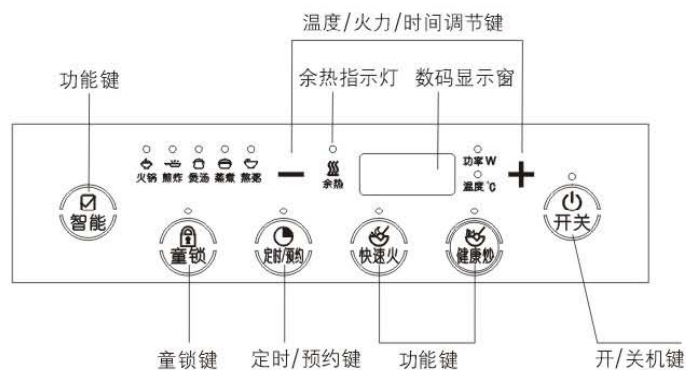 温度/火力/时间调节键
功能键
余热指示灯
数码显示窗
火锅 煎炸 煲汤 蒸煮 熬粥
余热
功率W
温度℃
智能
童锁
定时/预约
快速火
健康炒
开关
童锁键
定时/预约键
功能键
开/关机键